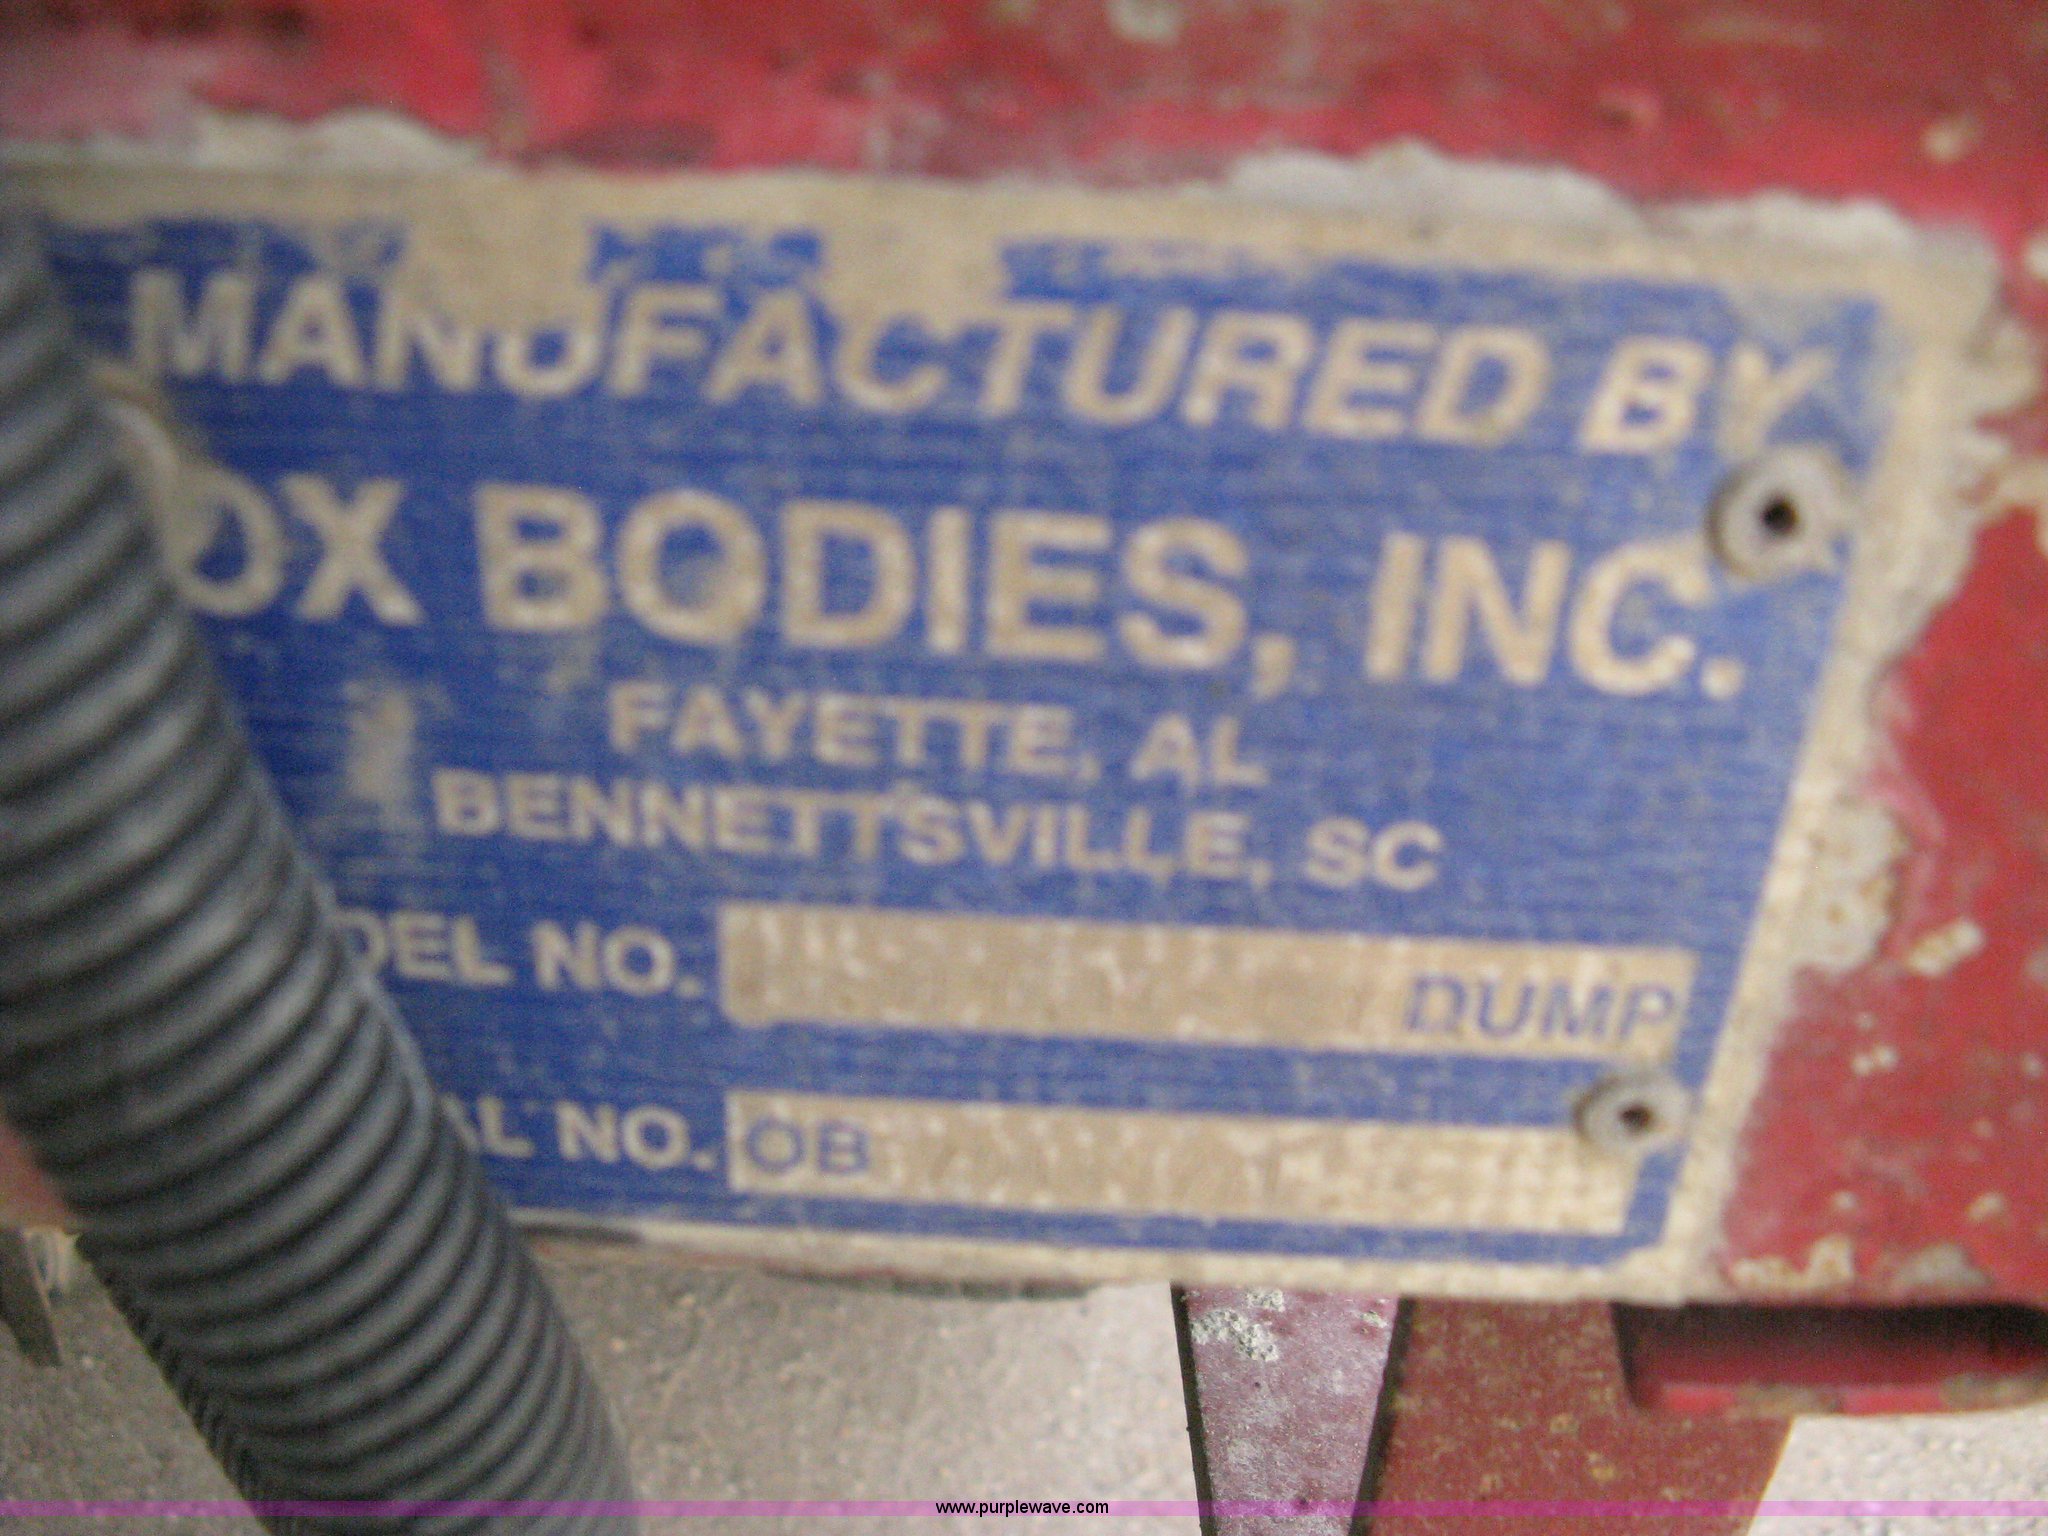 MANUFACTURED BY
OX BODIES, INC.
FAYETTE, AL
BENNETTSVILLE, SC
DEL NO. DUMP
AL NO. OB
www.purplewave.com